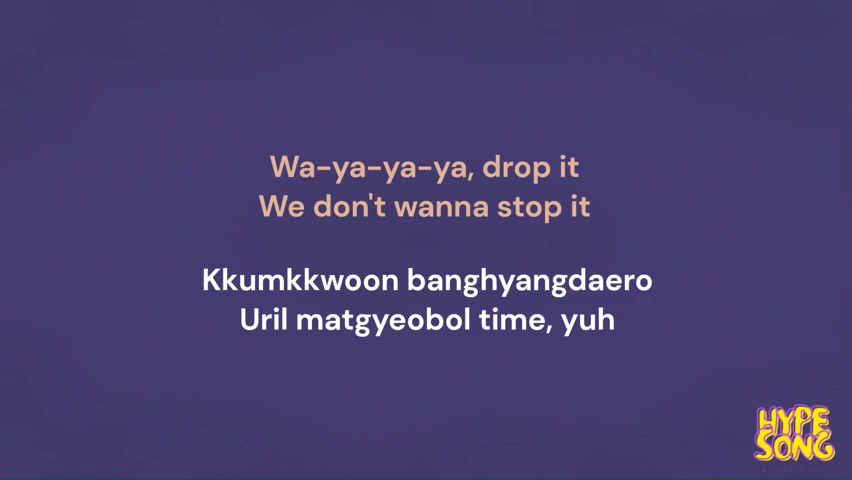 Wa-ya-ya-ya, drop it
We don't wanna stop it
Kkumkkwoon banghyangdaero
Uril matgyeobol time, yuh
HYPE
SONG